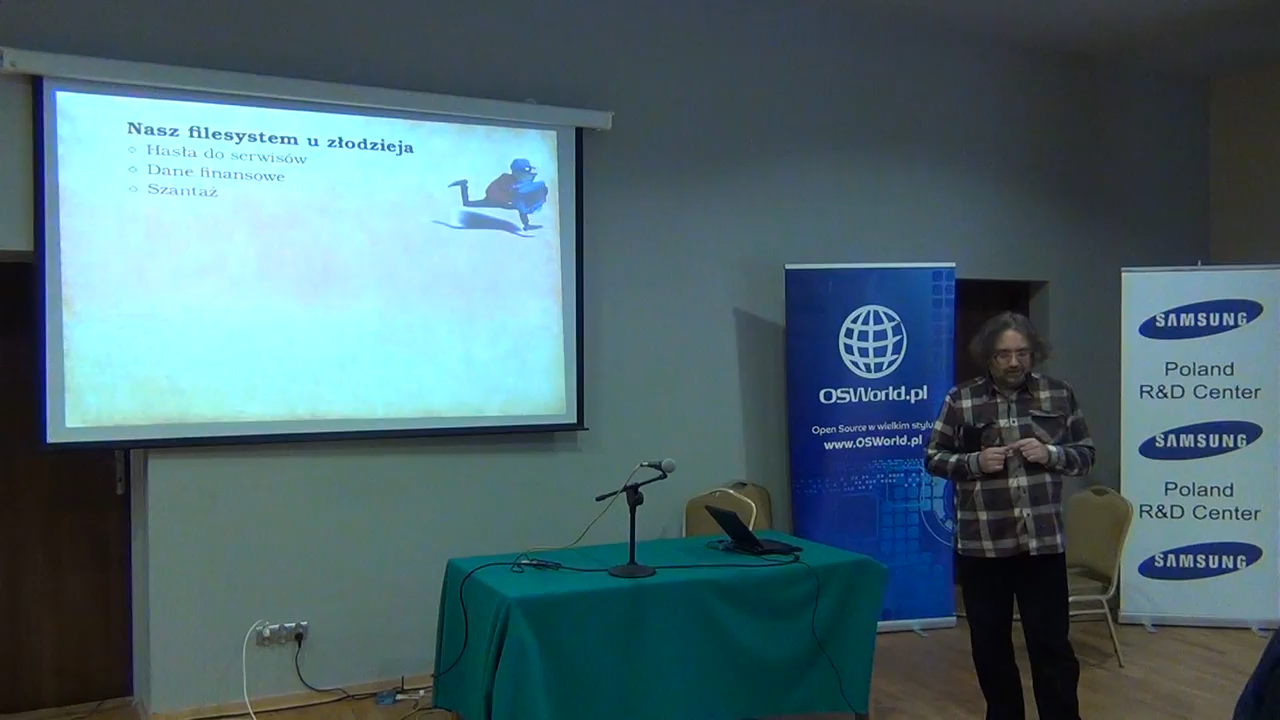 Nasz filesystem u złodzieja
Hasła do serwisów
Dane finansowe
Szantaż
OSWorld.pl
Open Source w wielkim stylu
www.OSWorld.pl
SAMSUNG
Poland
R&D Center
SAMSUNG
Poland
R&D Center
SAMSUNG